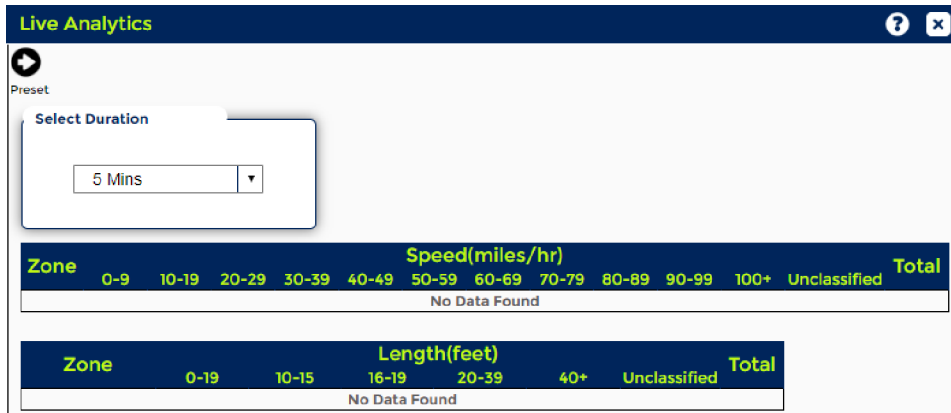 Live Analytics
Preset
Select Duration
5 Mins
Speed(miles/hr)
Zone 0-9 10-19 20-29 30-39 40-49 50-59 60-69 70-79 80-89 90-99 100+ Unclassified Total
No Data Found
Length(feet)
Zone 0-19 10-15 16-19 20-39 40+ Unclassified Total
No Data Found